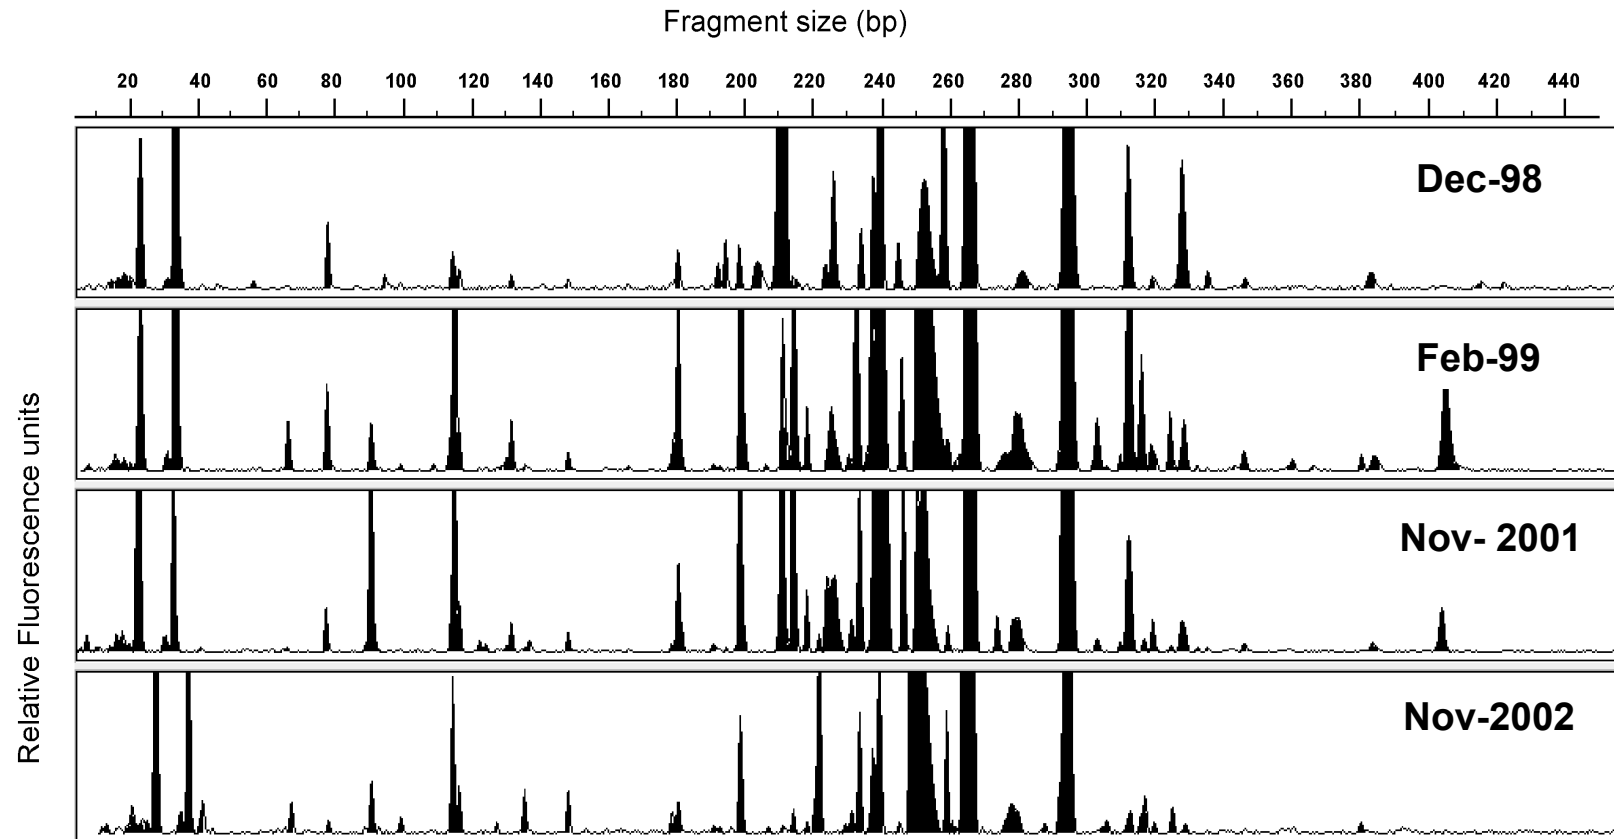 Fragment size (bp)
20 40 60 80 100 120 140 160 180 200 220 240 260 280 300 320 340 360 380 400 420 440
Dec-98
Feb-99
Nov- 2001
Nov-2002
Relative Fluorescence units